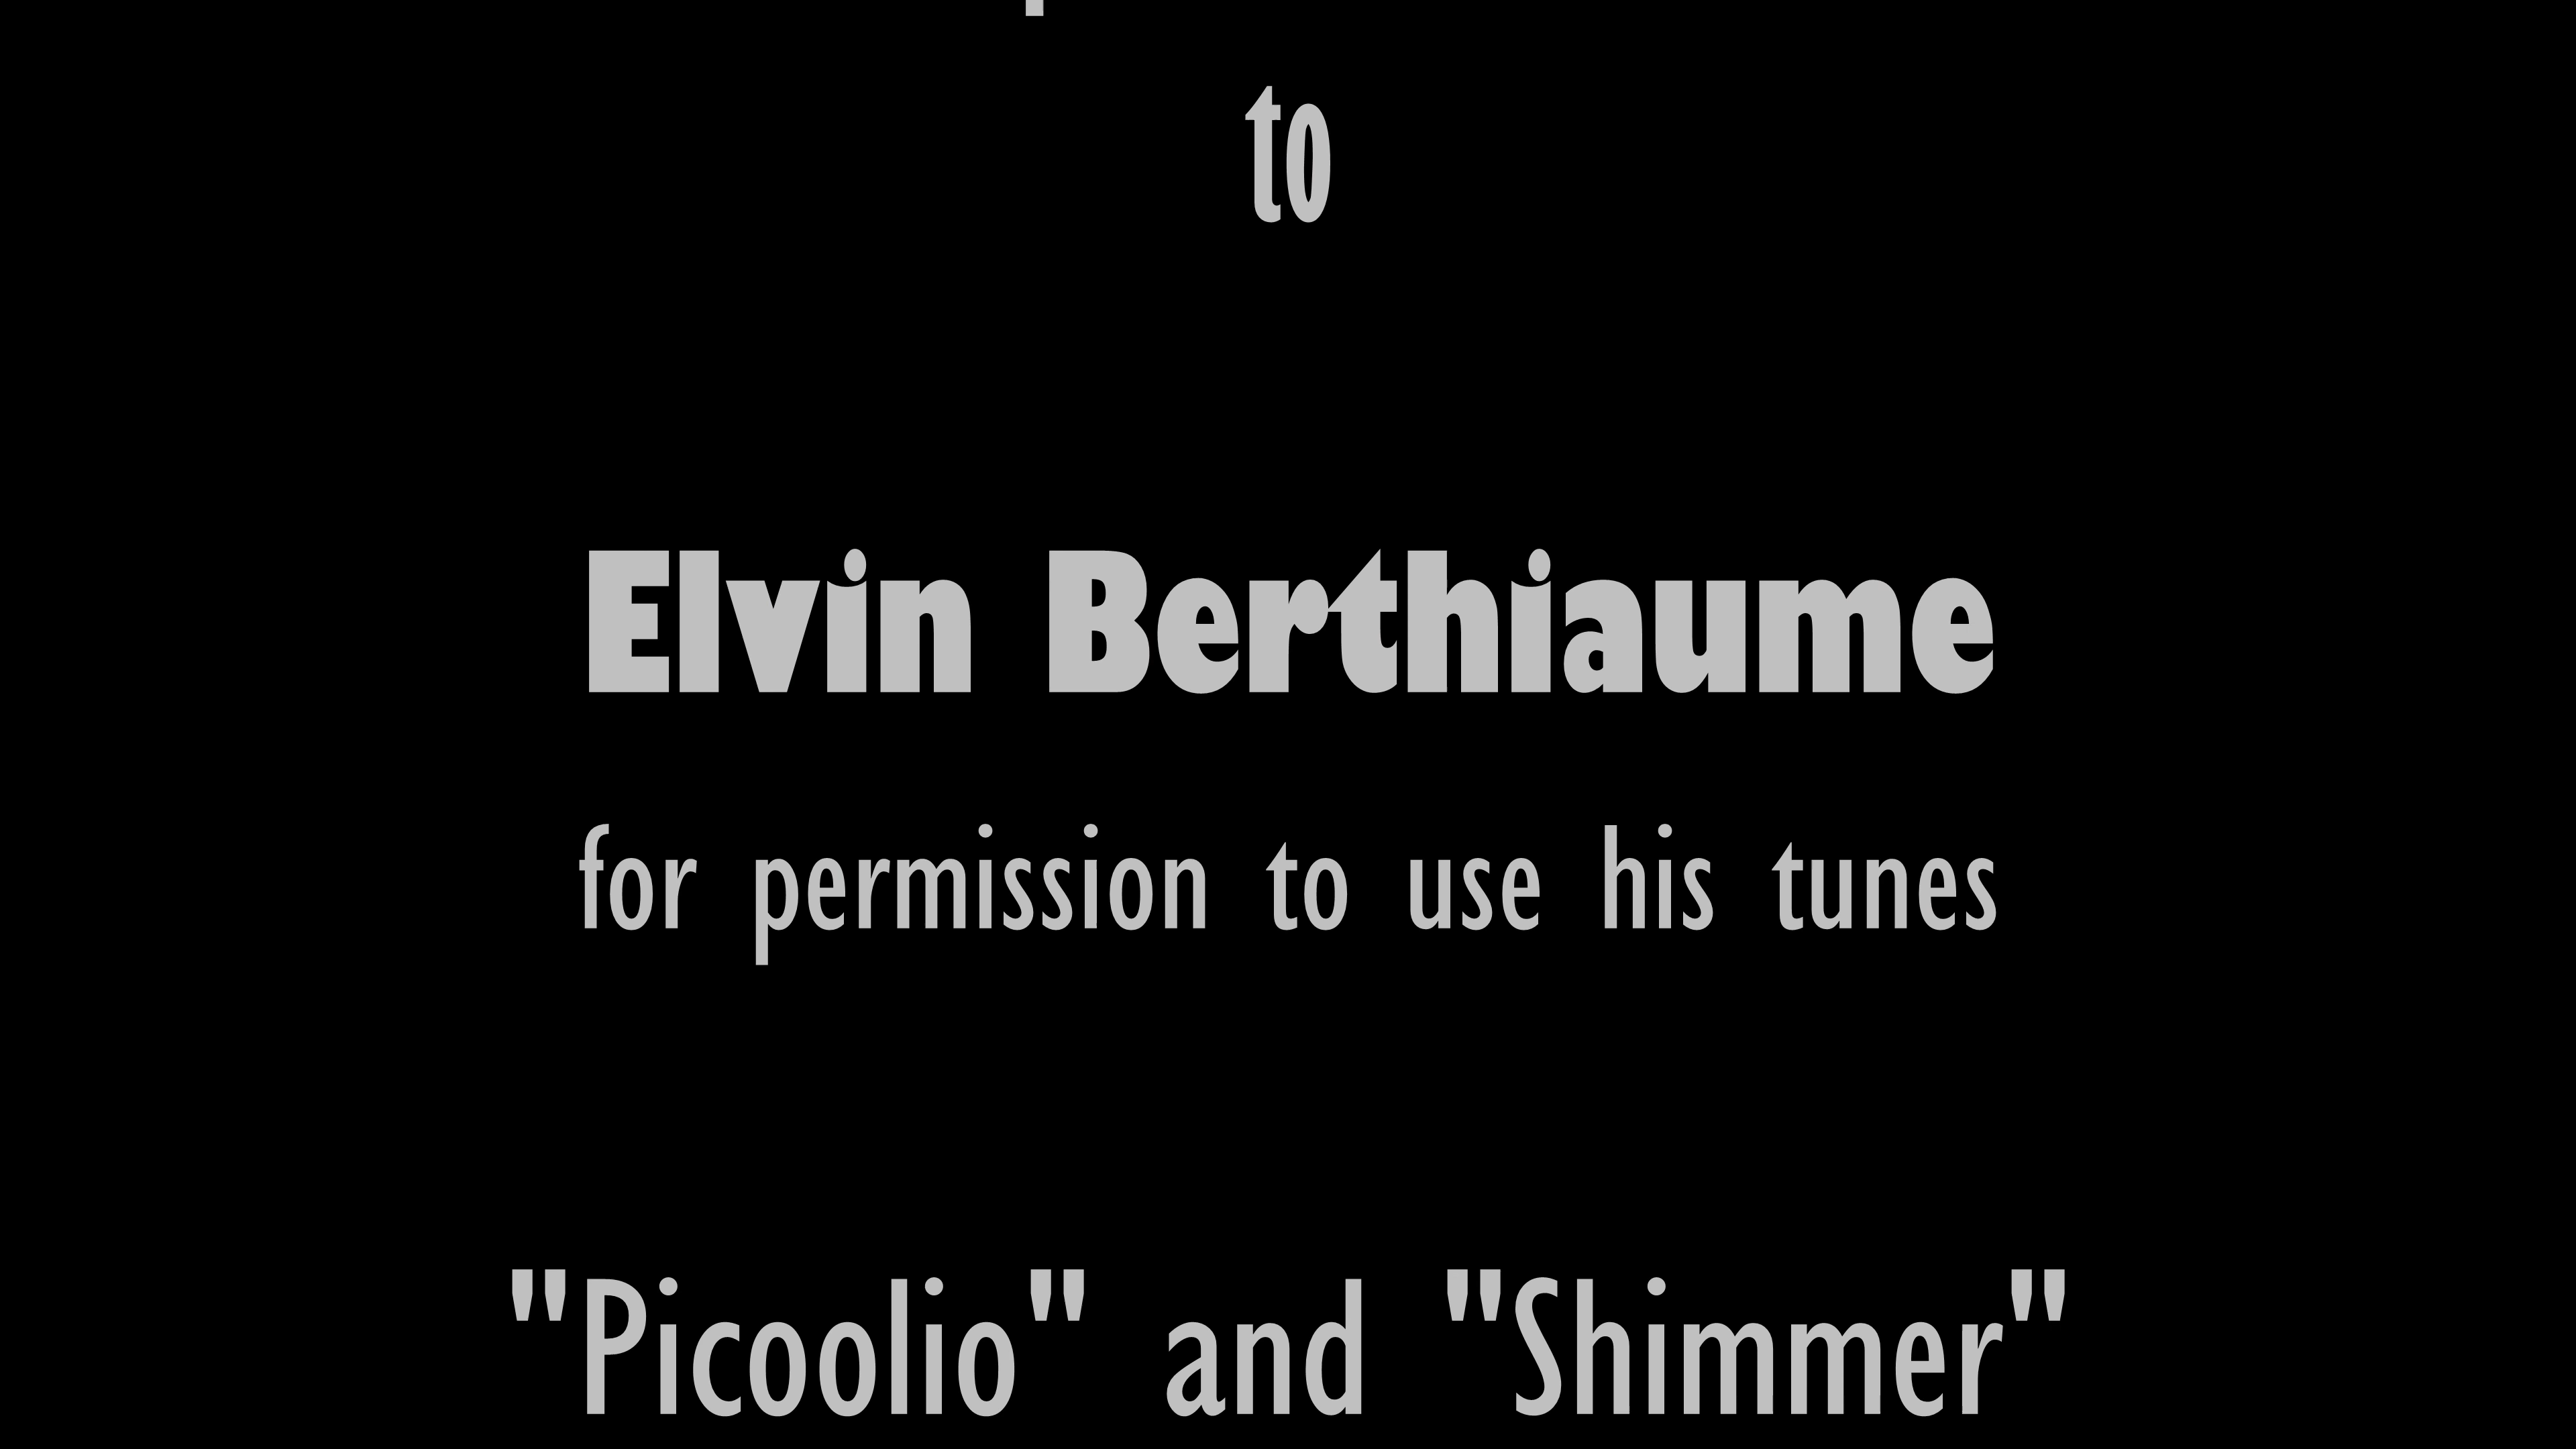 to
Elvin Berthiaume
for permission to use his tunes
"Picoolio" and "Shimmer"